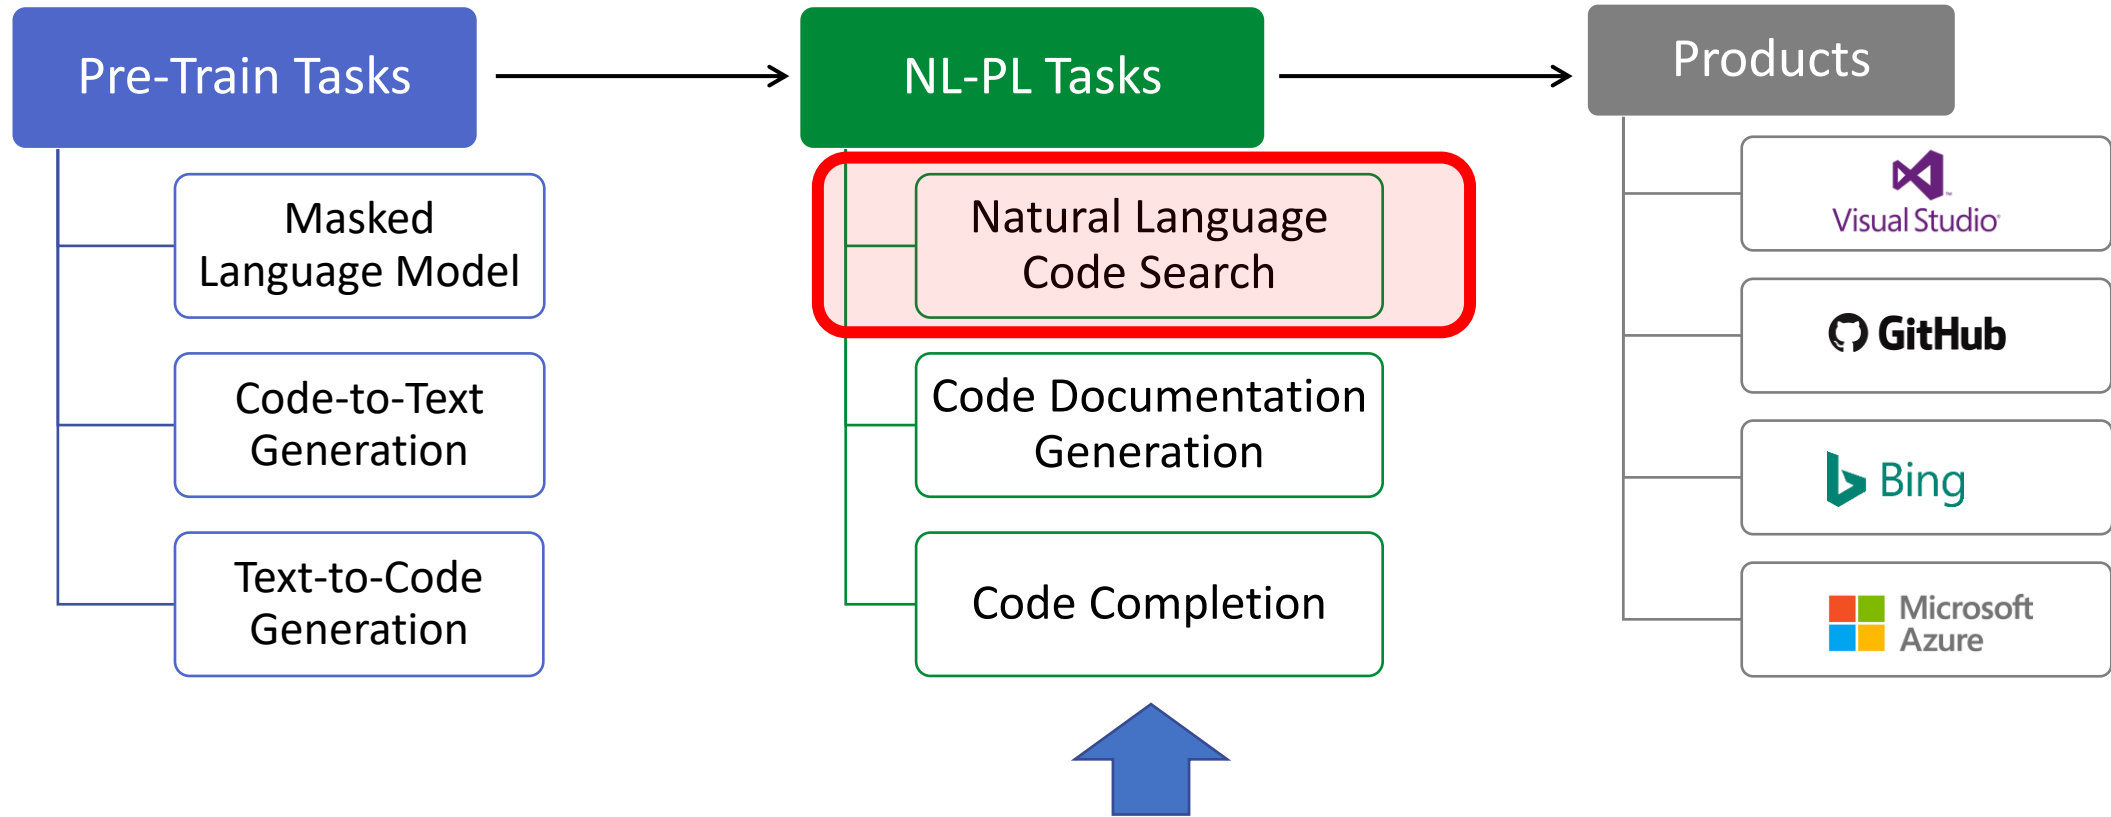 Pre-Train Tasks
Masked
Language Model
Code-to-Text
Generation
Text-to-Code
Generation
NL-PL Tasks
Natural Language
Code Search
Code Documentation
Generation
Code Completion
Products
Visual Studio
GitHub
Bing
Microsoft
Azure